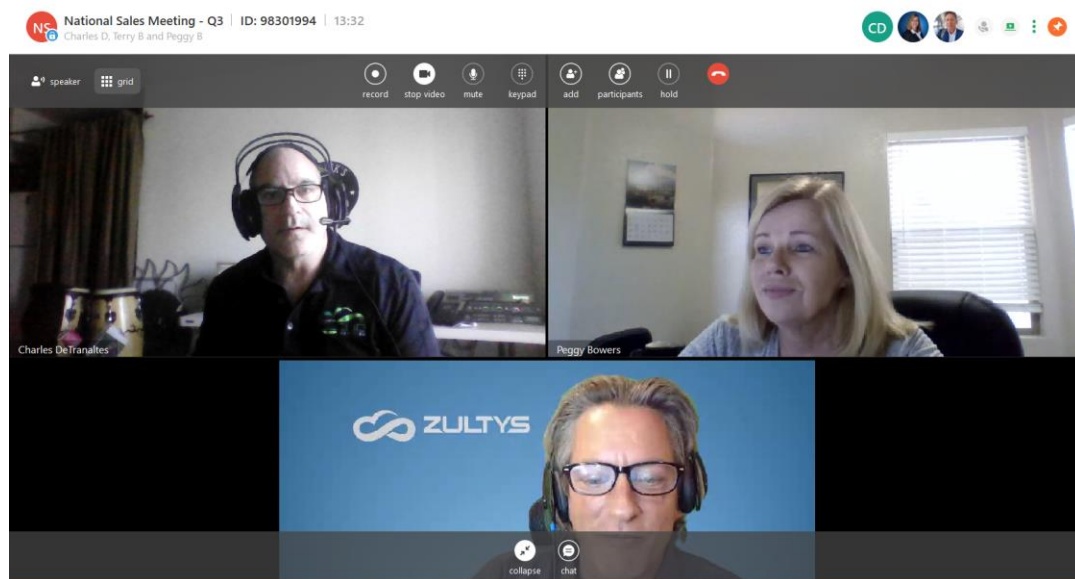 NS National Sales Meeting - Q3 ID: 98301994 13:32
Charles D, Terry B and Peggy B
CD
speaker grid
record stop video mute keypad add participants hold
Charles DeTranaltes
Peggy Bowers
ZULTYS
collapse chat